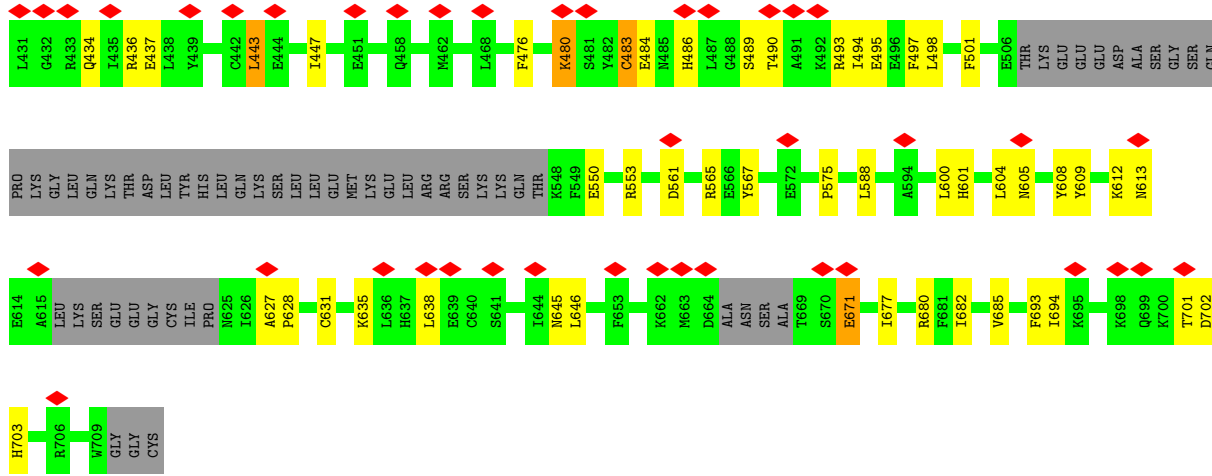 L431 G432 R433 Q434 I435 R436 E437 L438 Y439 C442 L443 E444 I447 E451 Q458 M462 L468 F476 K480 S481 Y482 C483 E484 N485 H486 L487 G488 S489 T490 A491 K492 R493 I494 E495 E496 F497 L498 F501 E506 THR LYS GLU GLU GLU ASP ALA SER GLY SER GLN
PRO LYS GLY LEU GLN LYS THR ASP LEU TYR HIS LEU GLN LYS SER LEU LEU GLU MET LYS GLU LEU ARG ARG SER LYS LYS GLN THR K548 F549 E550 R553 D561 R565 E566 Y567 E572 P575 L588 A594 L600 H601 L604 N605 Y608 Y609 K612 N613
E614 A615 LEU LYS SER GLU GLU GLY CYS ILE PRO N625 I626 A627 P628 C631 K635 L636 H637 L638 E639 C640 S641 I644 N645 L646 F653 K662 M663 D664 ALA ASN SER ALA T669 S670 E671 I677 R680 F681 I682 V685 F693 I694 K695 K698 Q699 K700 T701 D702
H703 R706 W709 GLY GLY CYS